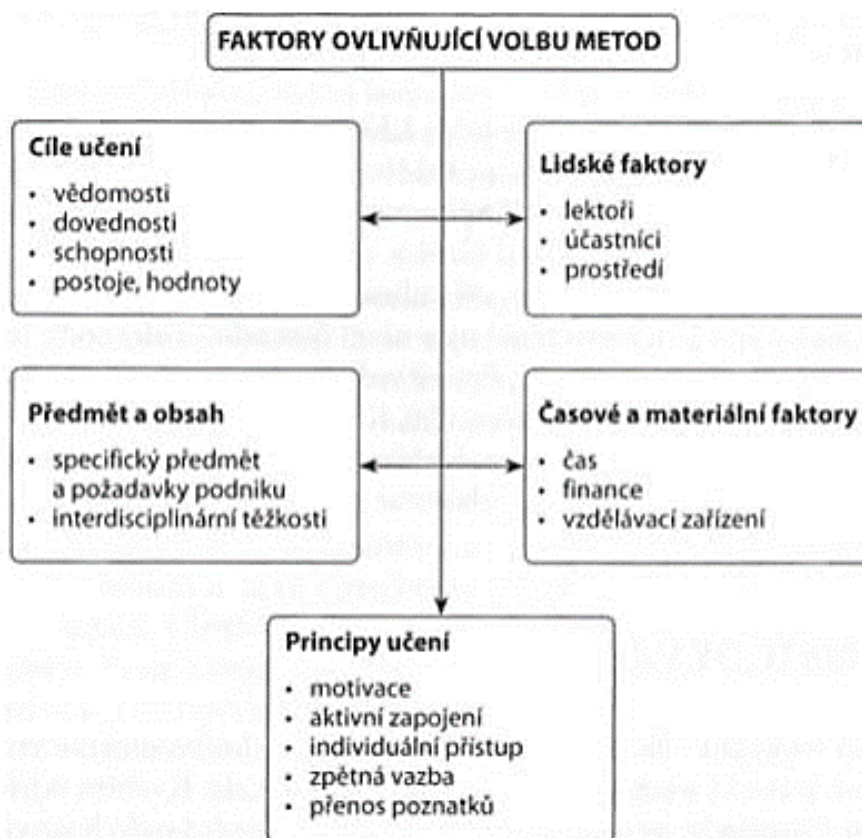 FAKTORY OVLIVŇUJÍCÍ VOLBU METOD
Cíle učení
• vědomosti
• dovednosti
• schopnosti
• postoje, hodnoty
Lidské faktory
• lektoři
• účastníci
• prostředí
Předmět a obsah
• specifický předmět
a požadavky podniku
• interdisciplinární těžkosti
Časové a materiální faktory
• čas
• finance
• vzdělávací zařízení
Principy učení
• motivace
• aktivní zapojení
• individuální přístup
• zpětná vazba
• přenos poznatků